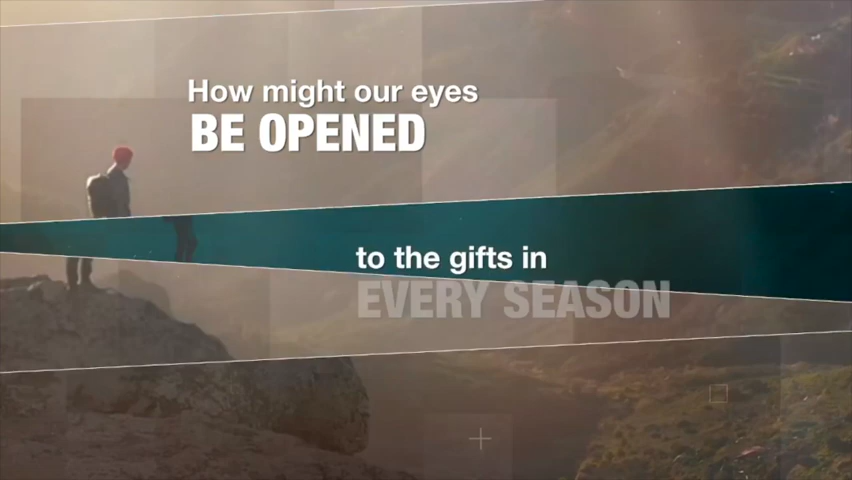 How might our eyes
BE OPENED
to the gifts in
EVERY SEASON